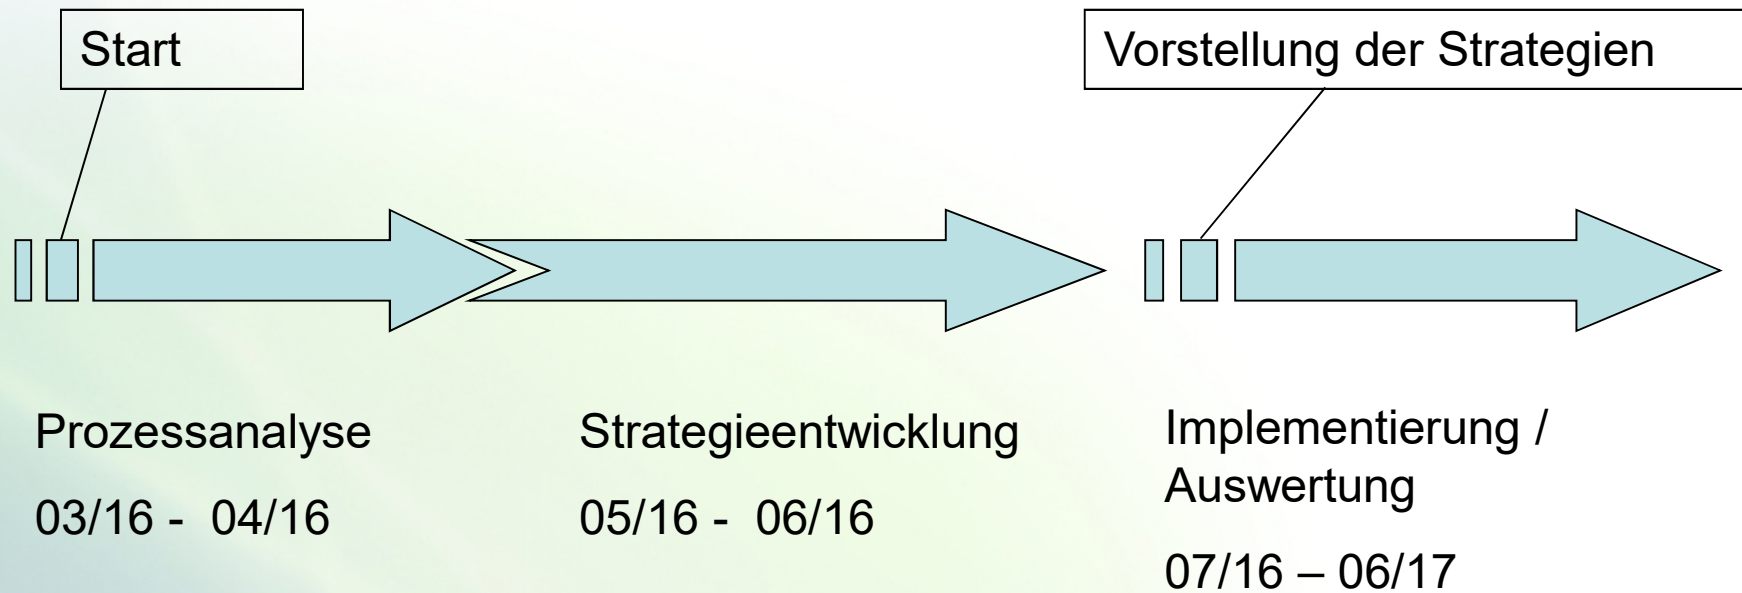 Start
Vorstellung der Strategien
Prozessanalyse
03/16 -  04/16
Strategieentwicklung
05/16 -  06/16
Implementierung /
Auswertung
07/16 – 06/17